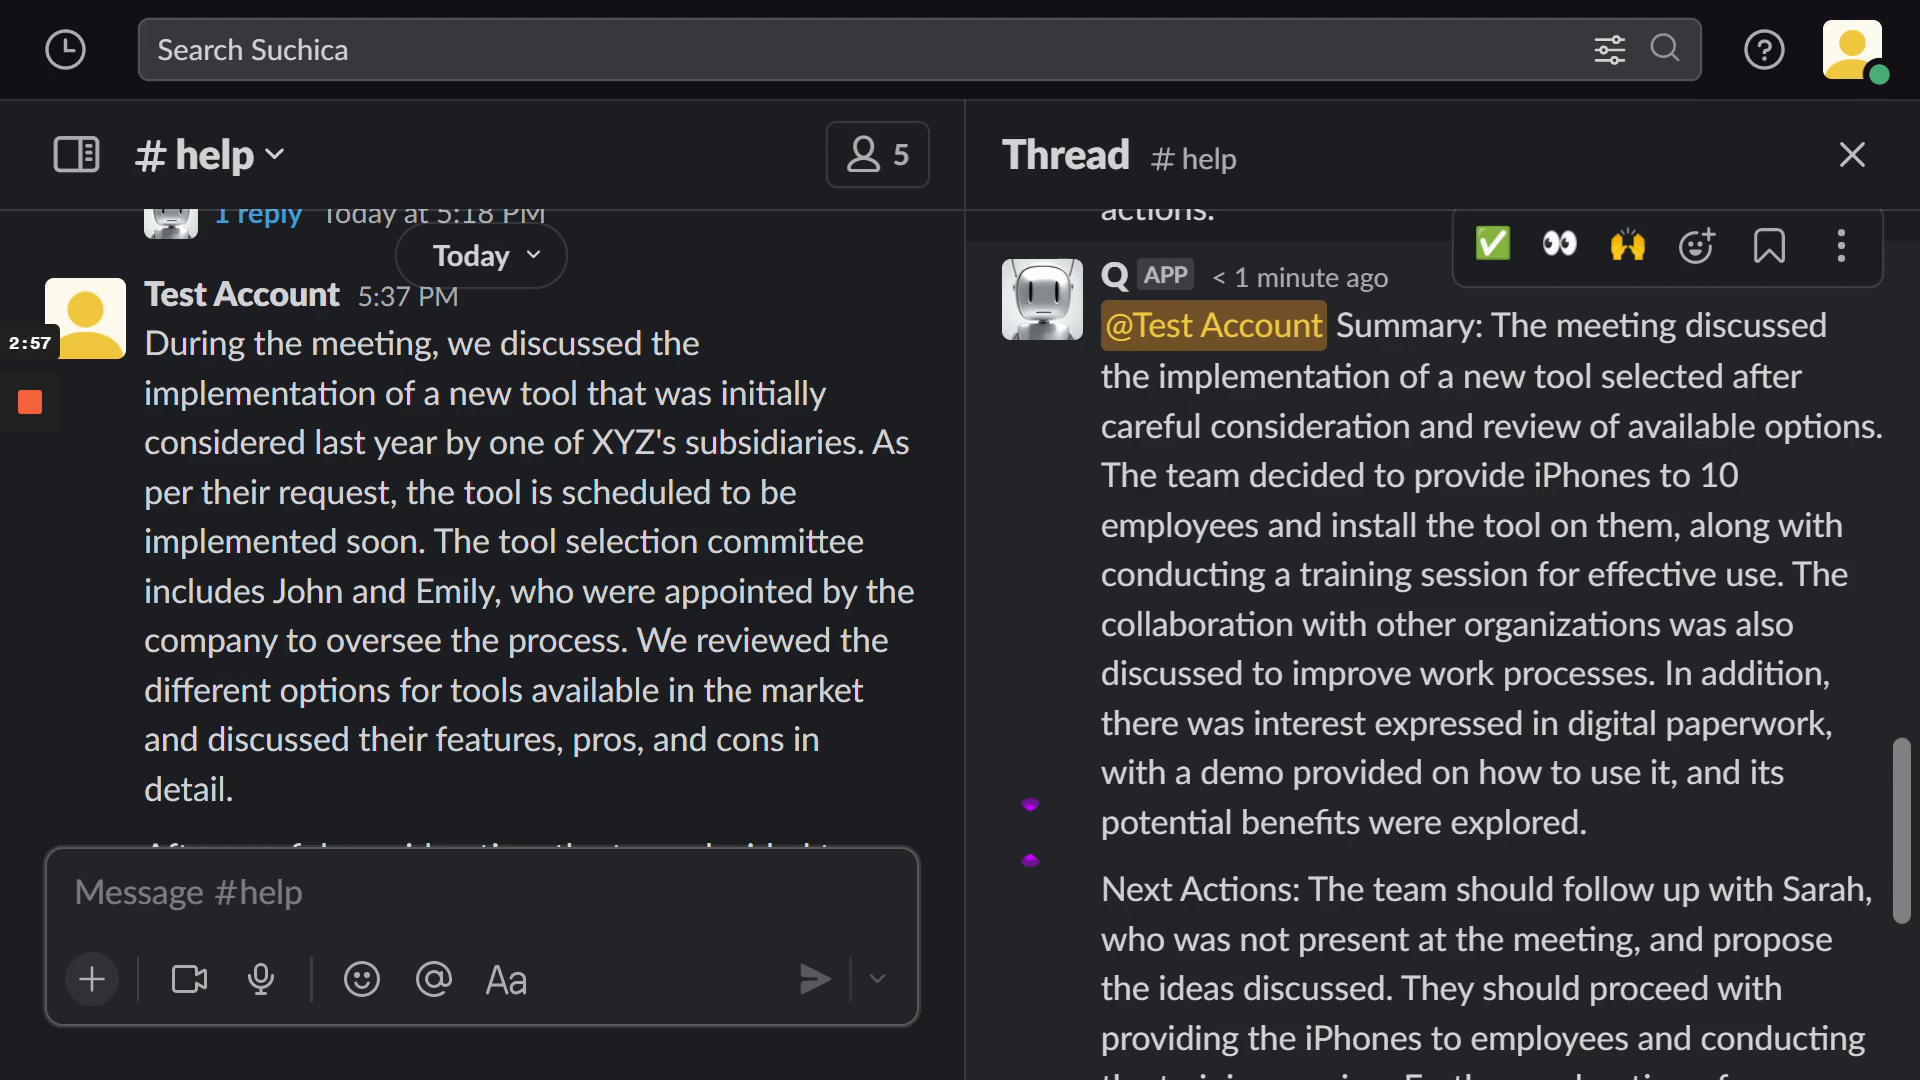 Search Suchica
# help
5
1 reply Today at 5:18 PM
Today
Test Account 5:37 PM
2:57
During the meeting, we discussed the
implementation of a new tool that was initially
considered last year by one of XYZ's subsidiaries. As
per their request, the tool is scheduled to be
implemented soon. The tool selection committee
includes John and Emily, who were appointed by the
company to oversee the process. We reviewed the
different options for tools available in the market
and discussed their features, pros, and cons in
detail.
Message #help
Aa
Thread # help
actions.
Q APP < 1 minute ago
@Test Account Summary: The meeting discussed
the implementation of a new tool selected after
careful consideration and review of available options.
The team decided to provide iPhones to 10
employees and install the tool on them, along with
conducting a training session for effective use. The
collaboration with other organizations was also
discussed to improve work processes. In addition,
there was interest expressed in digital paperwork,
with a demo provided on how to use it, and its
potential benefits were explored.
Next Actions: The team should follow up with Sarah,
who was not present at the meeting, and propose
the ideas discussed. They should proceed with
providing the iPhones to employees and conducting